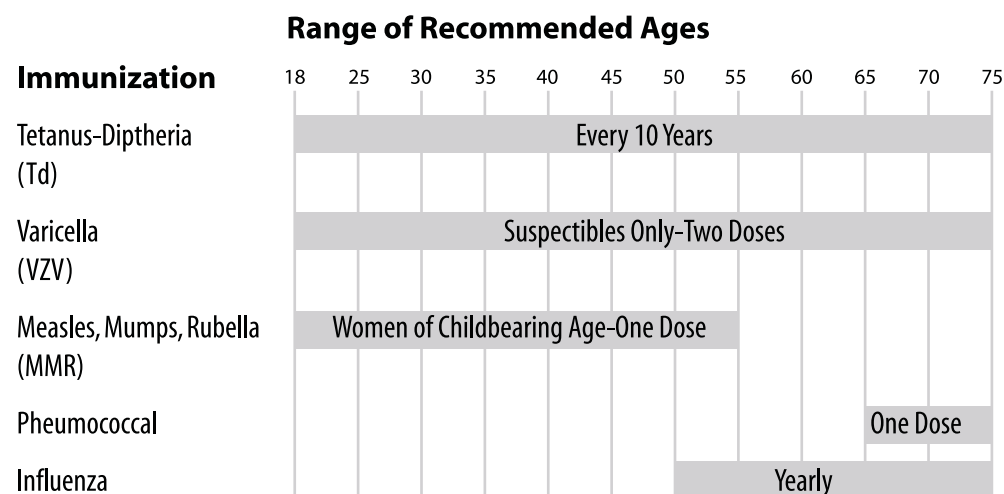 Range of Recommended Ages
Immunization 18 25 30 35 40 45 50 55 60 65 70 75
Tetanus-Diptheria Every 10 Years
(Td)
Varicella Suspectibles Only-Two Doses
(VZV)
Measles, Mumps, Rubella Women of Childbearing Age-One Dose
(MMR)
Pheumococcal One Dose
Influenza Yearly